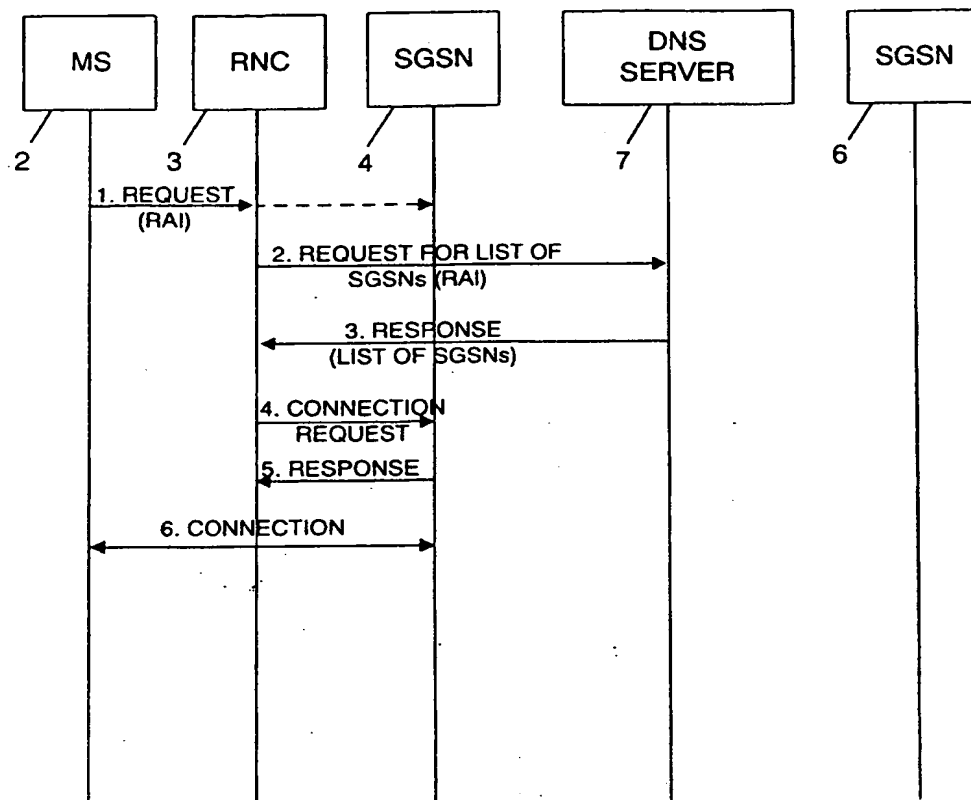 MS
RNC
SGSN
DNS
SERVER
SGSN
2
3
4
7
6
1. REQUEST
(RAI)
2. REQUEST FOR LIST OF
SGSNs (RAI)
3. RESPONSE
(LIST OF SGSNs)
4. CONNECTION
REQUEST
5. RESPONSE
6. CONNECTION